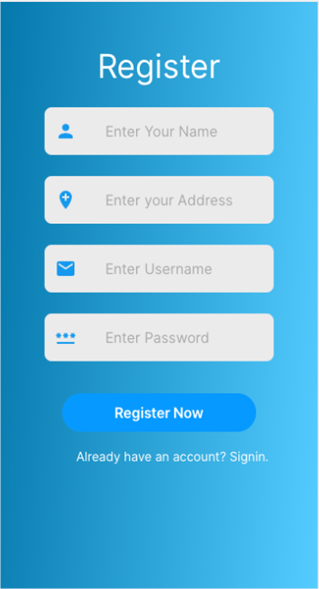 Register
Enter Your Name
Enter your Address
Enter Username
Enter Password
Register Now
Already have an account? Signin.